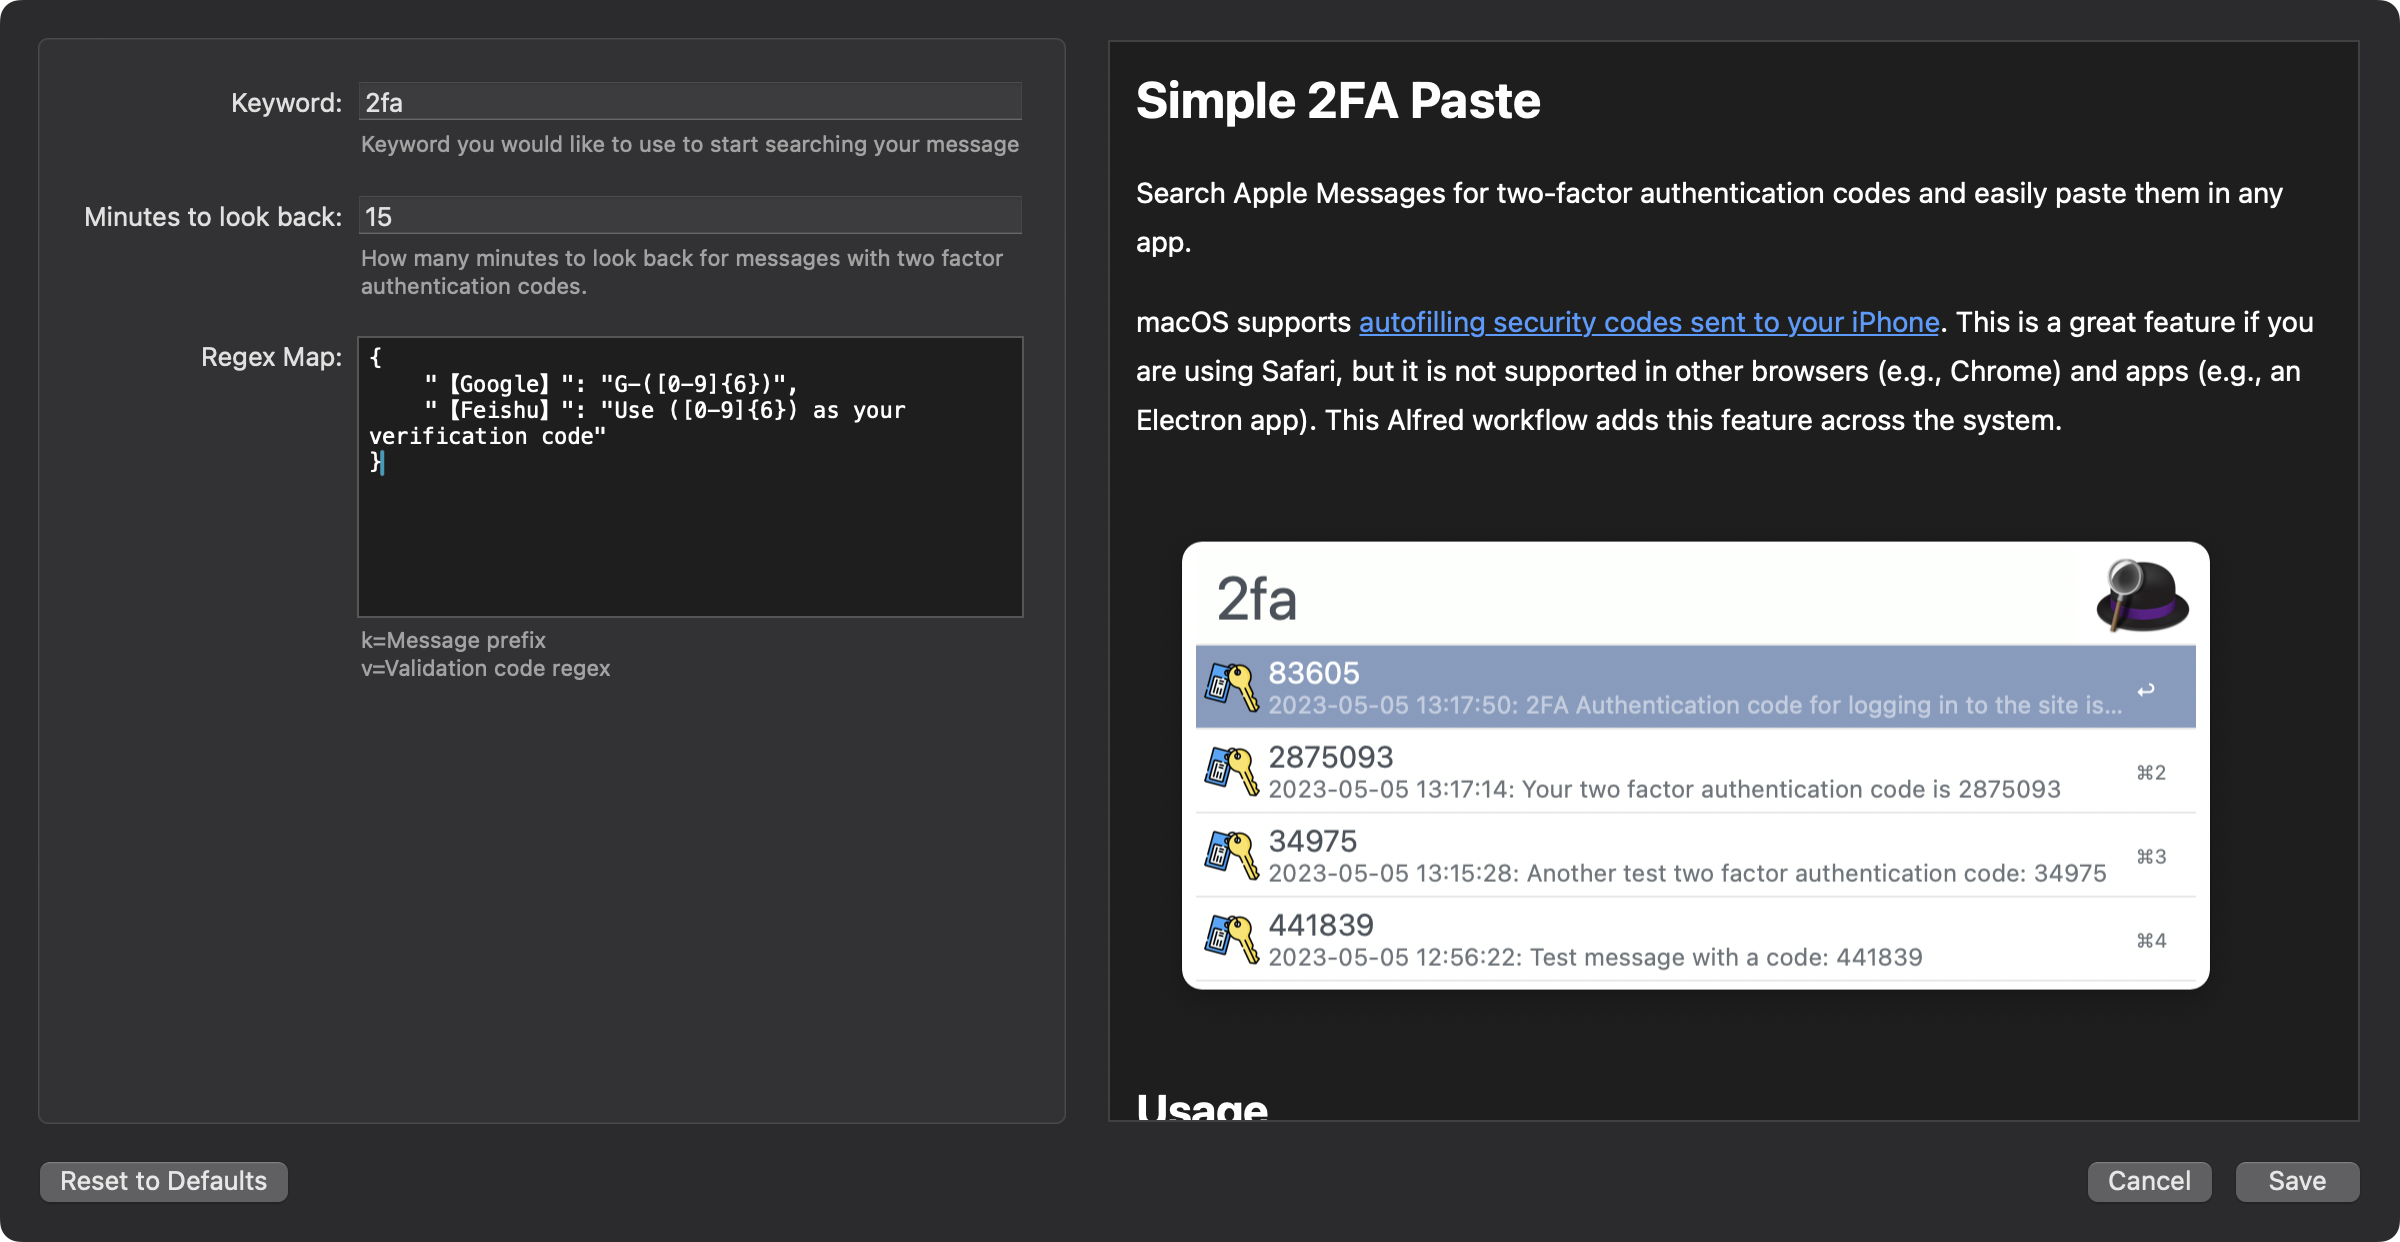 Keyword: 2fa
Keyword you would like to use to start searching your message
Minutes to look back: 15
How many minutes to look back for messages with two factor
authentication codes.
Regex Map: {
"【Google】": "G-([0-9]{6})",
"【Feishu】": "Use ([0-9]{6}) as your
verification code"
}
k=Message prefix
v=Validation code regex
Simple 2FA Paste
Search Apple Messages for two-factor authentication codes and easily paste them in any
app.
macOS supports autofilling security codes sent to your iPhone. This is a great feature if you
are using Safari, but it is not supported in other browsers (e.g., Chrome) and apps (e.g., an
Electron app). This Alfred workflow adds this feature across the system.
2fa
83605
2023-05-05 13:17:50: 2FA Authentication code for logging in to the site is... ↩
2875093
2023-05-05 13:17:14: Your two factor authentication code is 2875093 ⌘2
34975
2023-05-05 13:15:28: Another test two factor authentication code: 34975 ⌘3
441839
2023-05-05 12:56:22: Test message with a code: 441839 ⌘4
Usage
Reset to Defaults
Cancel
Save